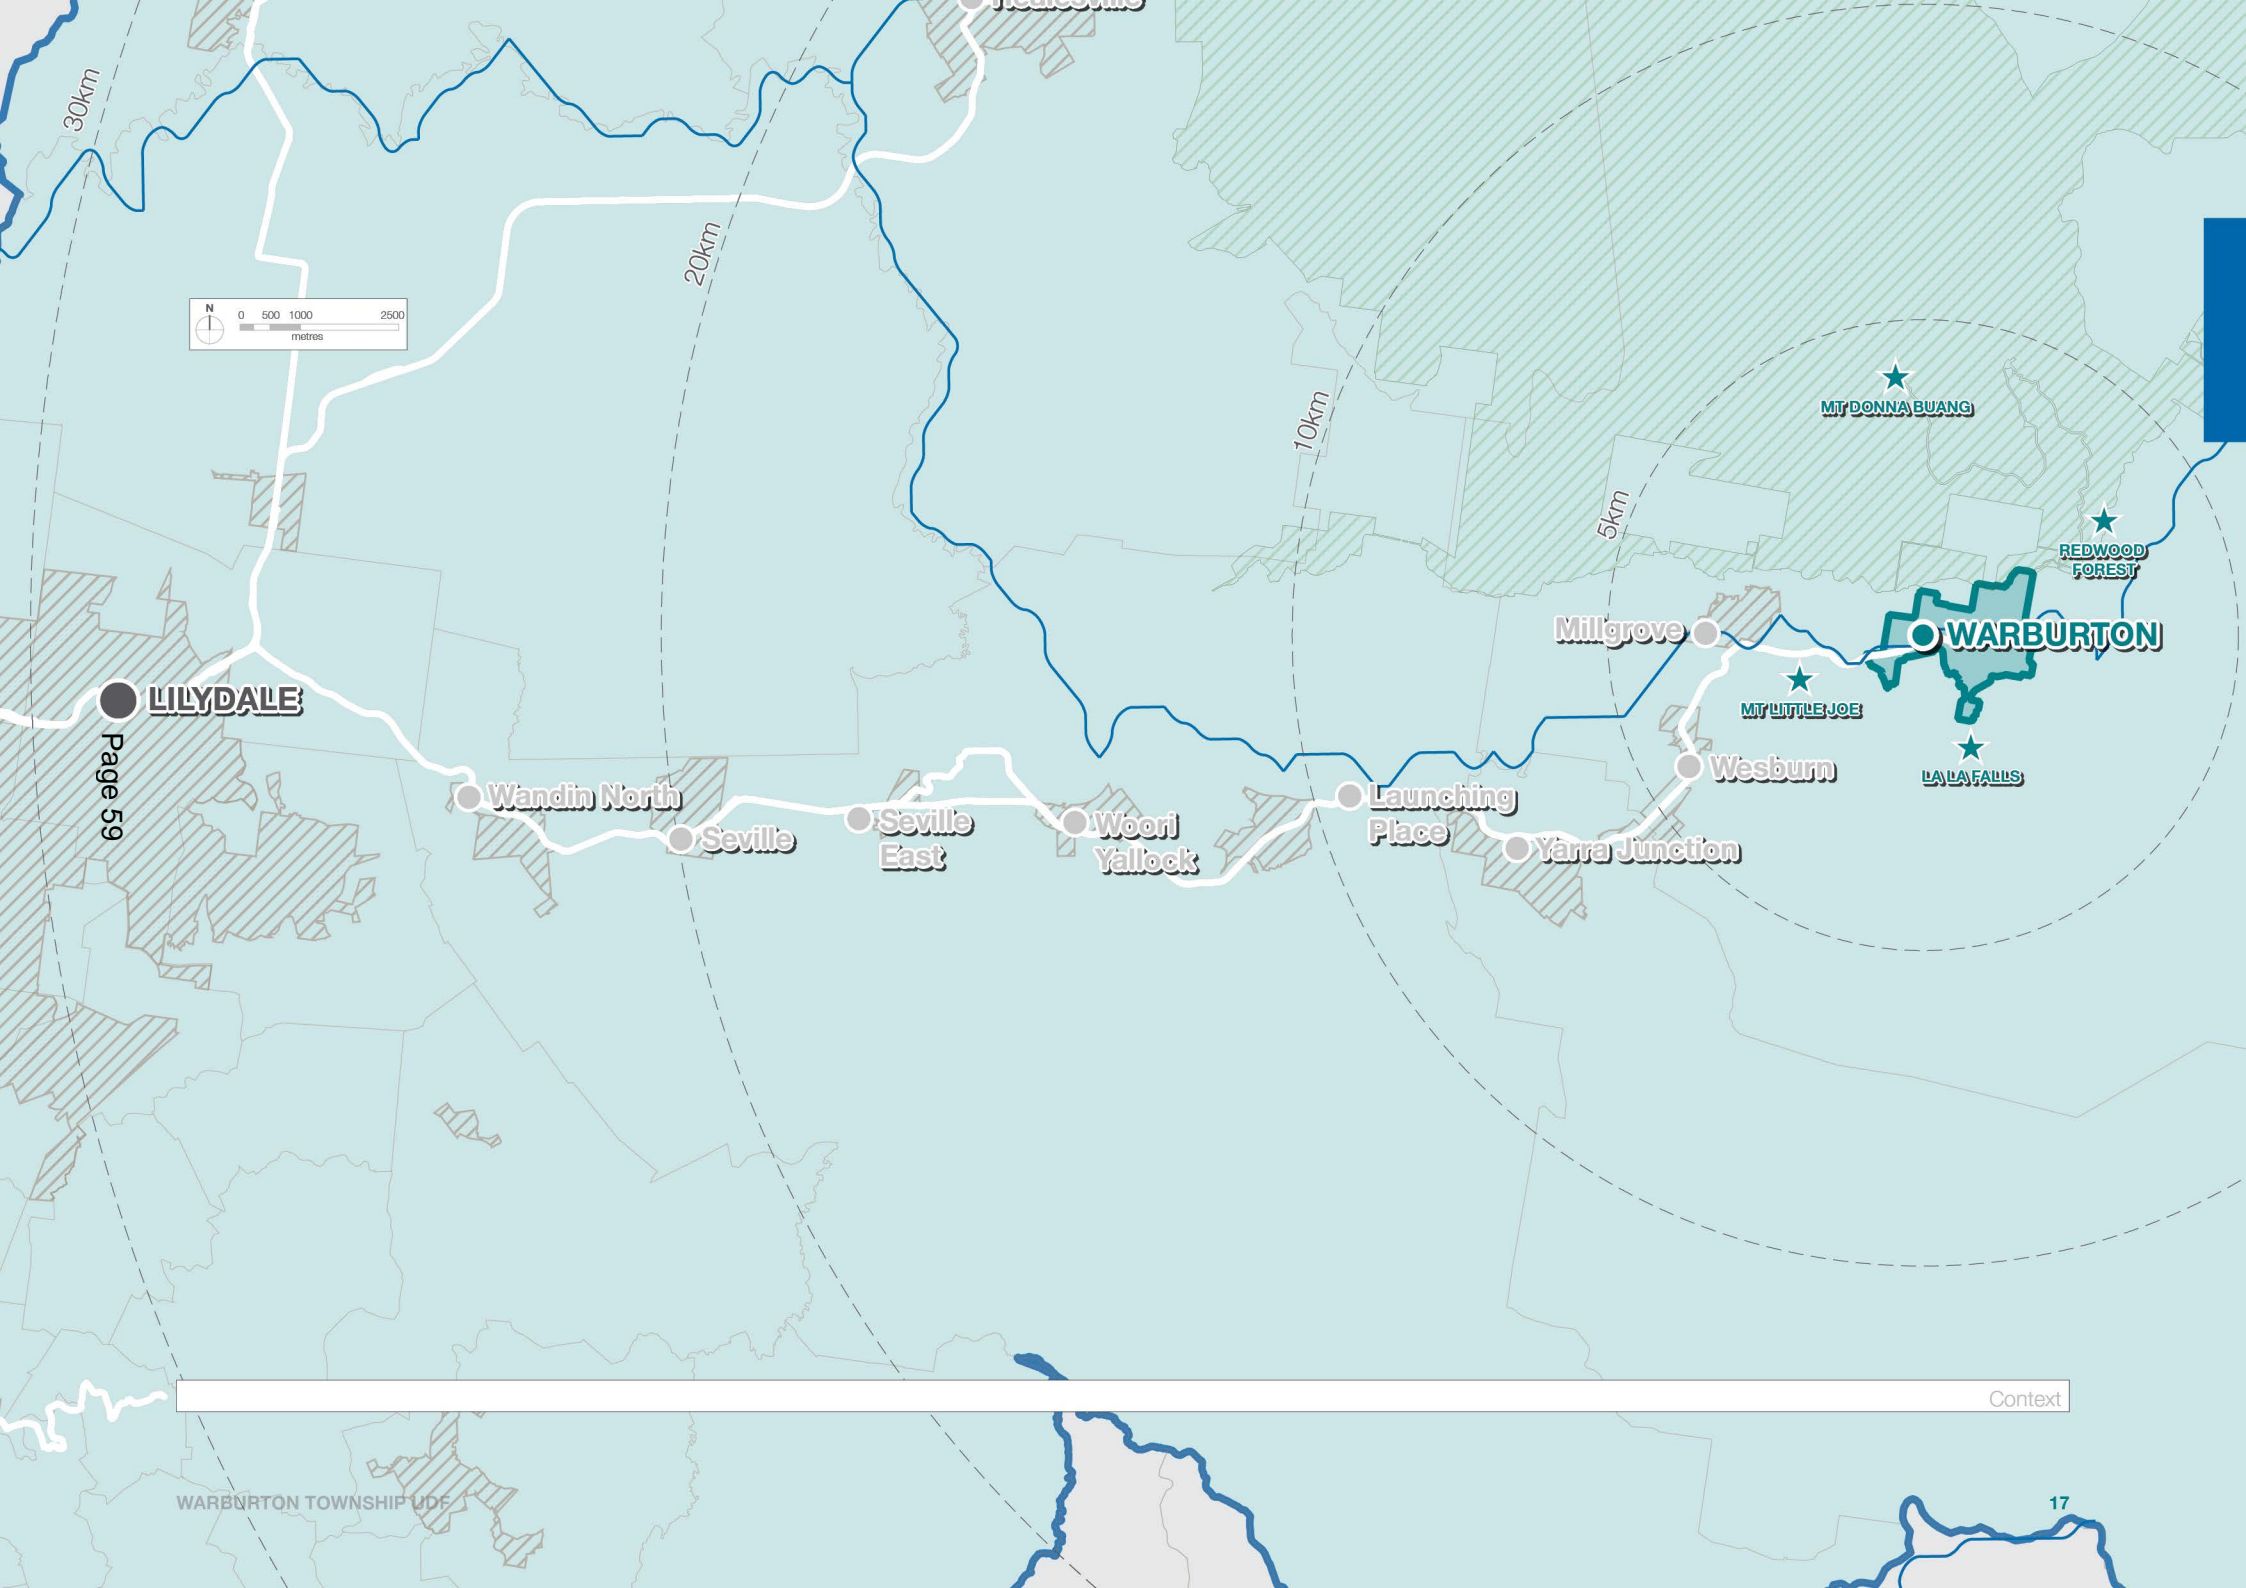 Healesville
30km
20km
N
0 500 1000 2500
metres
10km
MT DONNA BUANG
5km
REDWOOD
FOREST
Millgrove
WARBURTON
LILYDALE
MT LITTLE JOE
Page 59
Wesburn
LA LA FALLS
Wandin North
Seville
Seville
East
Woori
Yallock
Launching
Place
Yarra Junction
Context
WARBURTON TOWNSHIP UDF
17